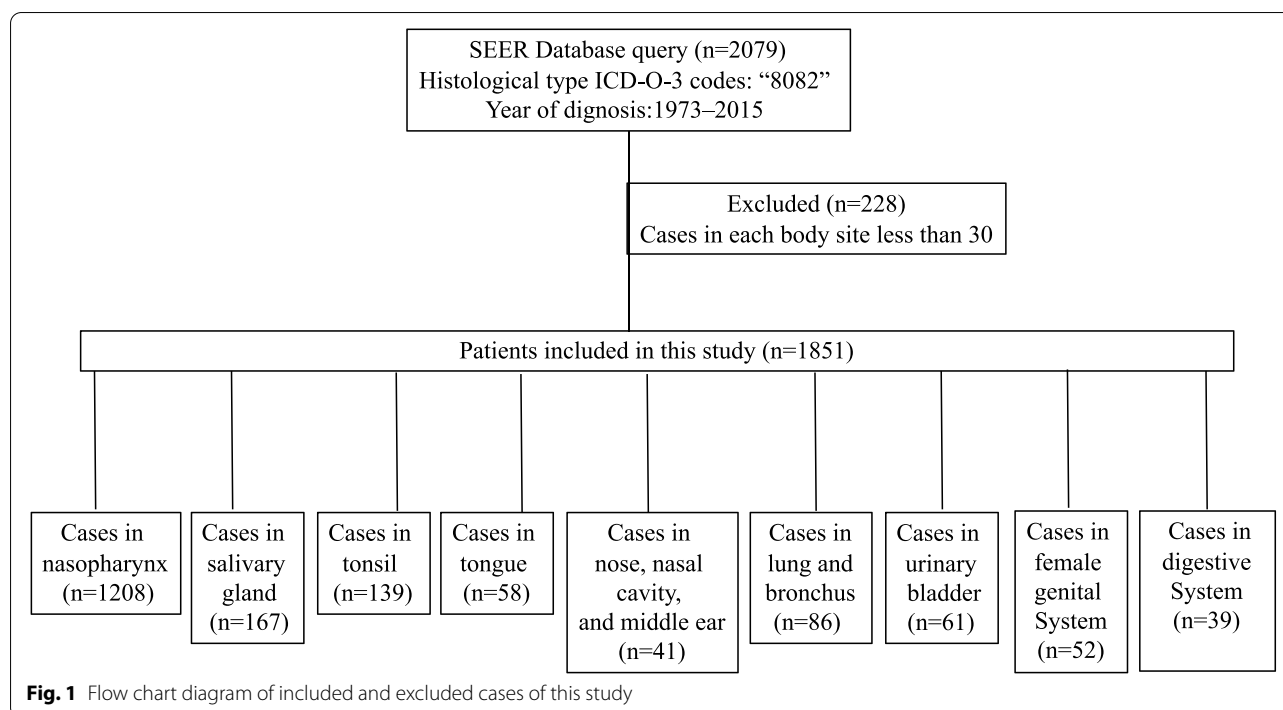 SEER Database query (n=2079)
Histological type ICD-O-3 codes: “8082”
Year of dignosis:1973–2015
Excluded (n=228)
Cases in each body site less than 30
Patients included in this study (n=1851)
Cases in
nasopharynx
(n=1208)
Cases in
salivary
gland
(n=167)
Cases in
tonsil
(n=139)
Cases in
tongue
(n=58)
Cases in
nose, nasal
cavity,
and middle ear
(n=41)
Cases in
lung and
bronchus
(n=86)
Cases in
urinary
bladder
(n=61)
Cases in
female
genital
System
(n=52)
Cases in
digestive
System
(n=39)
Fig. 1 Flow chart diagram of included and excluded cases of this study